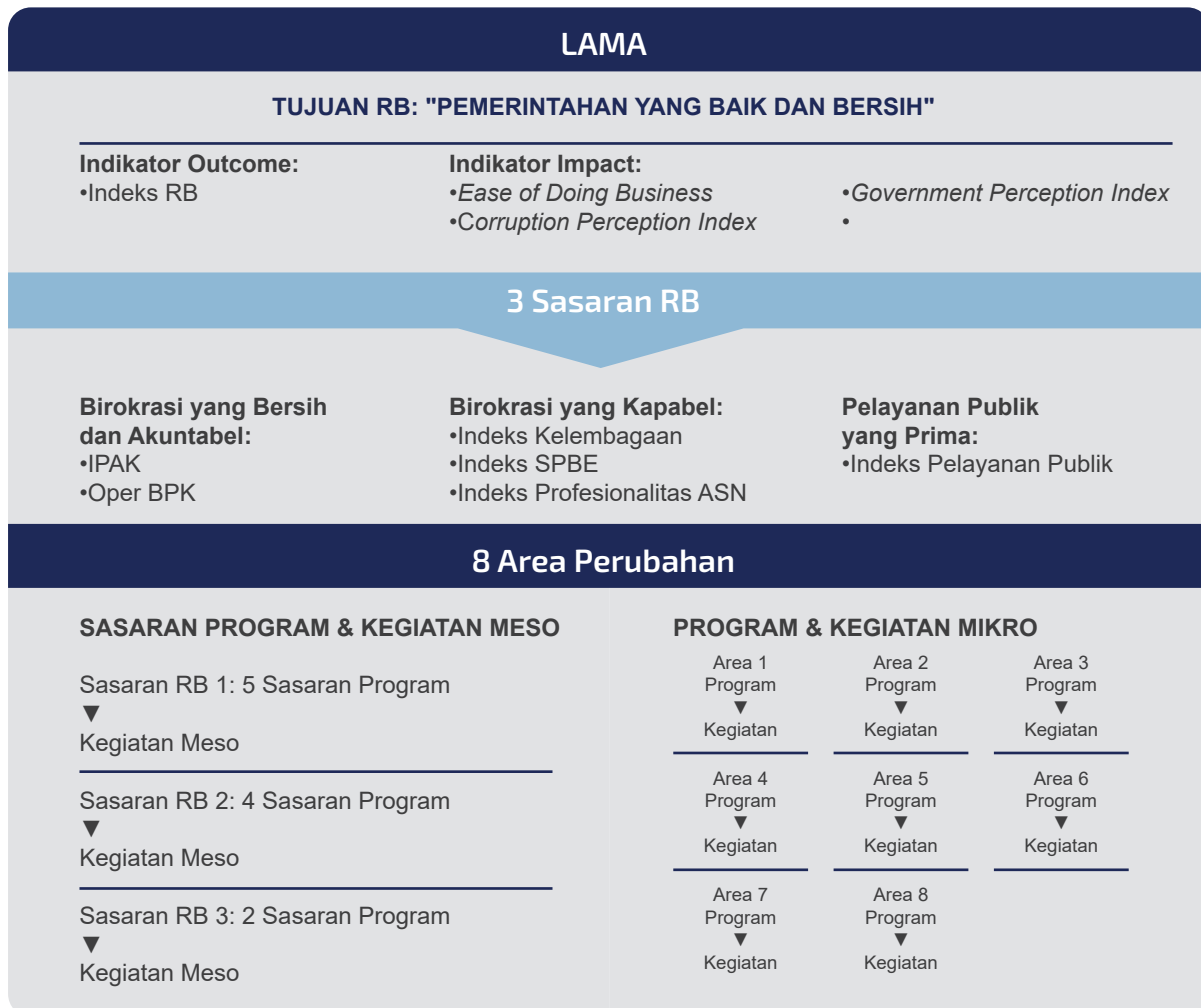 LAMA
TUJUAN RB: "PEMERINTAHAN YANG BAIK DAN BERSIH"
Indikator Outcome:
•Indeks RB
Indikator Impact:
•Ease of Doing Business
•Corruption Perception Index
•Government Perception Index
•
3 Sasaran RB
Birokrasi yang Bersih
dan Akuntabel:
•IPAK
•Oper BPK
Birokrasi yang Kapabel:
•Indeks Kelembagaan
•Indeks SPBE
•Indeks Profesionalitas ASN
Pelayanan Publik
yang Prima:
•Indeks Pelayanan Publik
8 Area Perubahan
SASARAN PROGRAM & KEGIATAN MESO
Sasaran RB 1: 5 Sasaran Program
▼
Kegiatan Meso
Sasaran RB 2: 4 Sasaran Program
▼
Kegiatan Meso
Sasaran RB 3: 2 Sasaran Program
▼
Kegiatan Meso
PROGRAM & KEGIATAN MIKRO
Area 1
Program
▼
Kegiatan
Area 2
Program
▼
Kegiatan
Area 3
Program
▼
Kegiatan
Area 4
Program
▼
Kegiatan
Area 5
Program
▼
Kegiatan
Area 6
Program
▼
Kegiatan
Area 7
Program
▼
Kegiatan
Area 8
Program
▼
Kegiatan